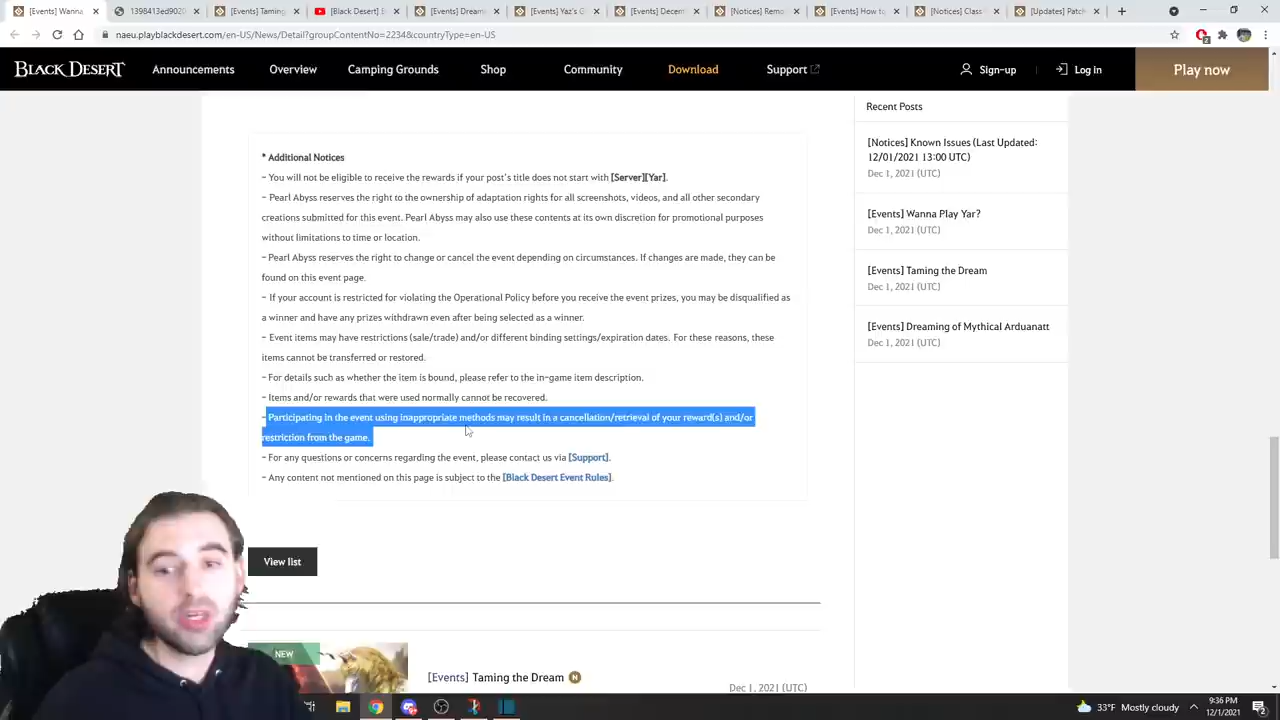 [Events] Wanna
1398413ed9020
[Events] Taming
[Black Desert] E
[Events] Dream
[Events] Yaz's G
[Events] Decem
[Notes] Remo
[Events] How to
[Notes] Class
[Updates] Patch
naeu.playblackdesert.com/en-US/News/Detail?groupContentNo=2234&countryType=en-US
BLACK DESERT
Announcements
Overview
Camping Grounds
Shop
Community
Download
Support
Sign-up
Log in
Play now
* Additional Notices
- You will not be eligible to receive the rewards if your post's title does not start with [Server][Yar].
- Pearl Abyss reserves the right to the ownership of adaptation rights for all screenshots, videos, and all other secondary
creations submitted for this event. Pearl Abyss may also use these contents at its own discretion for promotional purposes
without limitations to time or location.
- Pearl Abyss reserves the right to change or cancel the event depending on circumstances. If changes are made, they can be
found on this event page.
- If your account is restricted for violating the Operational Policy before you receive the event prizes, you may be disqualified as
a winner and have any prizes withdrawn even after being selected as a winner.
- Event items may have restrictions (sale/trade) and/or different binding settings/expiration dates. For these reasons, these
items cannot be transferred or restored.
- For details such as whether the item is bound, please refer to the in-game item description.
- Items and/or rewards that were used normally cannot be recovered.
- Participating in the event using inappropriate methods may result in a cancellation/retrieval of your reward(s) and/or
restriction from the game.
- For any questions or concerns regarding the event, please contact us via [Support].
- Any content not mentioned on this page is subject to the [Black Desert Event Rules].
View list
NEW
[Events] Taming the Dream N
Dec 1, 2021 (UTC)
Recent Posts
[Notices] Known Issues (Last Updated:
12/01/2021 13:00 UTC)
Dec 1, 2021 (UTC)
[Events] Wanna Play Yar?
Dec 1, 2021 (UTC)
[Events] Taming the Dream
Dec 1, 2021 (UTC)
[Events] Dreaming of Mythical Arduanatt
Dec 1, 2021 (UTC)
33°F Mostly cloudy
9:36 PM
12/1/2021
2